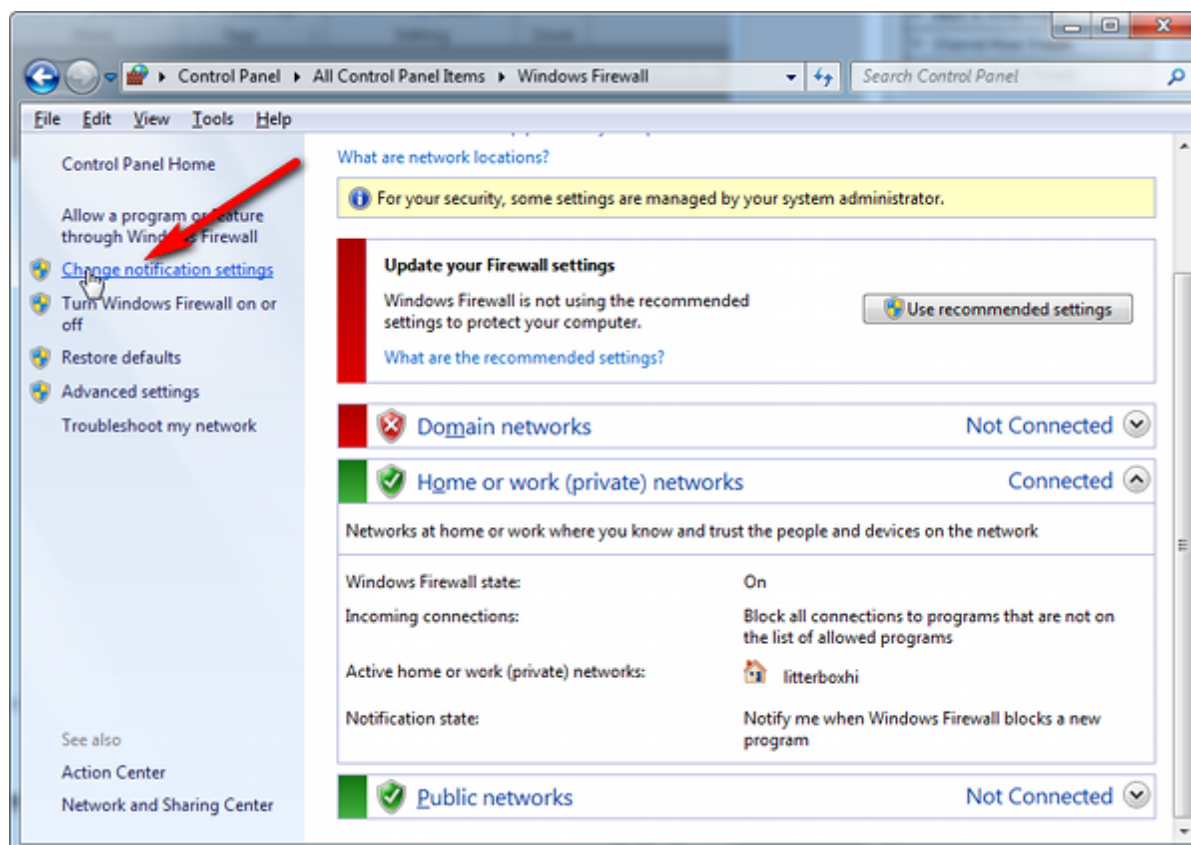 Control Panel ▸ All Control Panel Items ▸ Windows Firewall
Search Control Panel
File Edit View Tools Help
Control Panel Home
Allow a program or feature
through Windows Firewall
Change notification settings
Turn Windows Firewall on or
off
Restore defaults
Advanced settings
Troubleshoot my network
See also
Action Center
Network and Sharing Center
What are network locations?
For your security, some settings are managed by your system administrator.
Update your Firewall settings
Windows Firewall is not using the recommended
settings to protect your computer.
Use recommended settings
What are the recommended settings?
Domain networks Not Connected
Home or work (private) networks Connected
Networks at home or work where you know and trust the people and devices on the network
Windows Firewall state: On
Incoming connections: Block all connections to programs that are not on
the list of allowed programs
Active home or work (private) networks: litterboxhi
Notification state: Notify me when Windows Firewall blocks a new
program
Public networks Not Connected